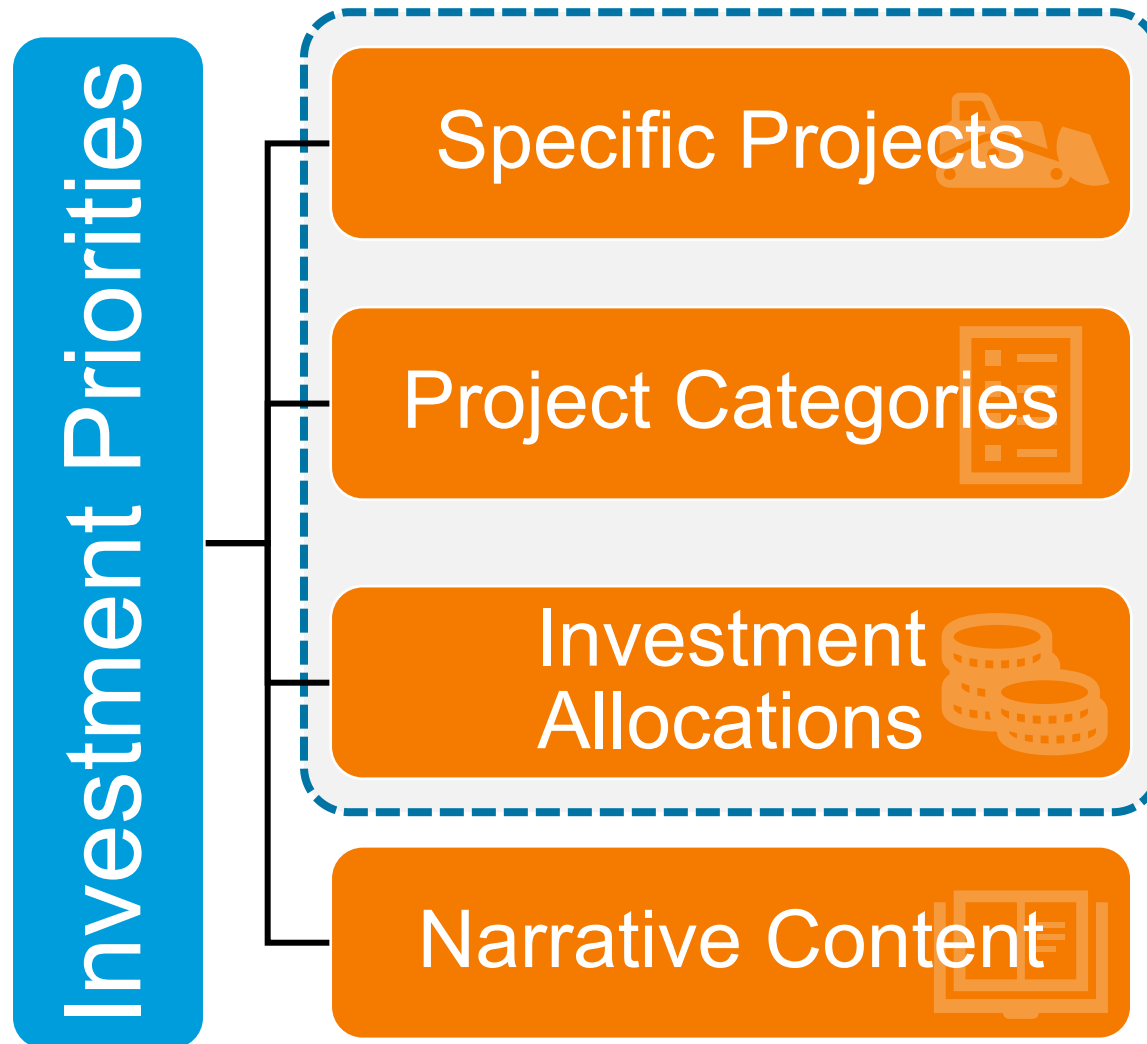 Investment Priorities
Specific Projects
Project Categories
Investment
Allocations
Narrative Content